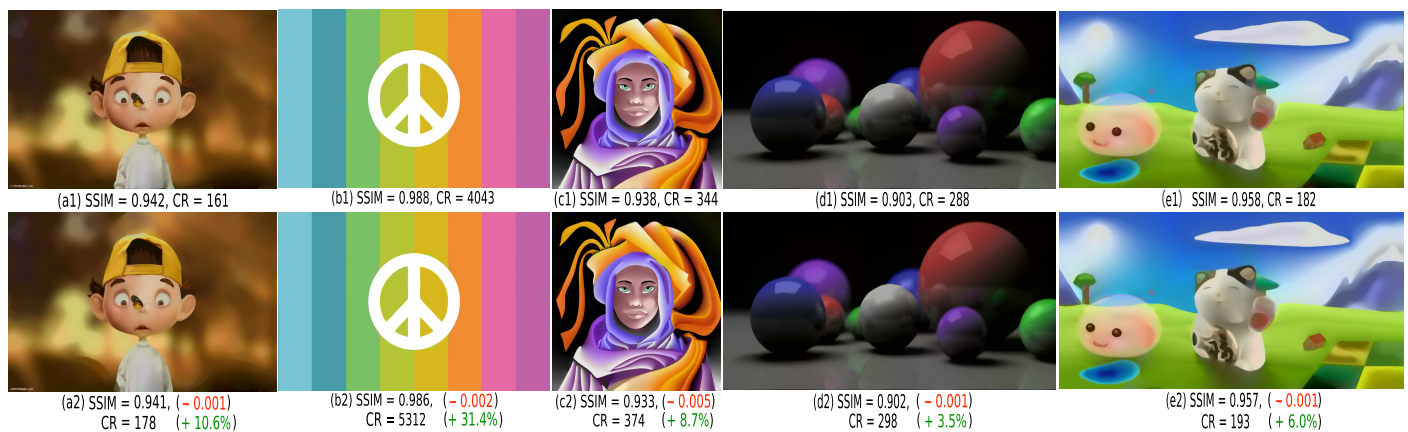 (a1) SSIM = 0.942, CR = 161
(b1) SSIM = 0.988, CR = 4043
(c1) SSIM = 0.938, CR = 344
(d1) SSIM = 0.903, CR = 288
(e1) SSIM = 0.958, CR = 182
(a2) SSIM = 0.941, (– 0.001)
CR = 178 (+ 10.6%)
(b2) SSIM = 0.986, (– 0.002)
CR = 5312 (+ 31.4%)
(c2) SSIM = 0.933, (– 0.005)
CR = 374 (+ 8.7%)
(d2) SSIM = 0.902, ( – 0.001)
CR = 298 ( + 3.5%)
(e2) SSIM = 0.957, ( – 0.001)
CR = 193 ( + 6.0%)